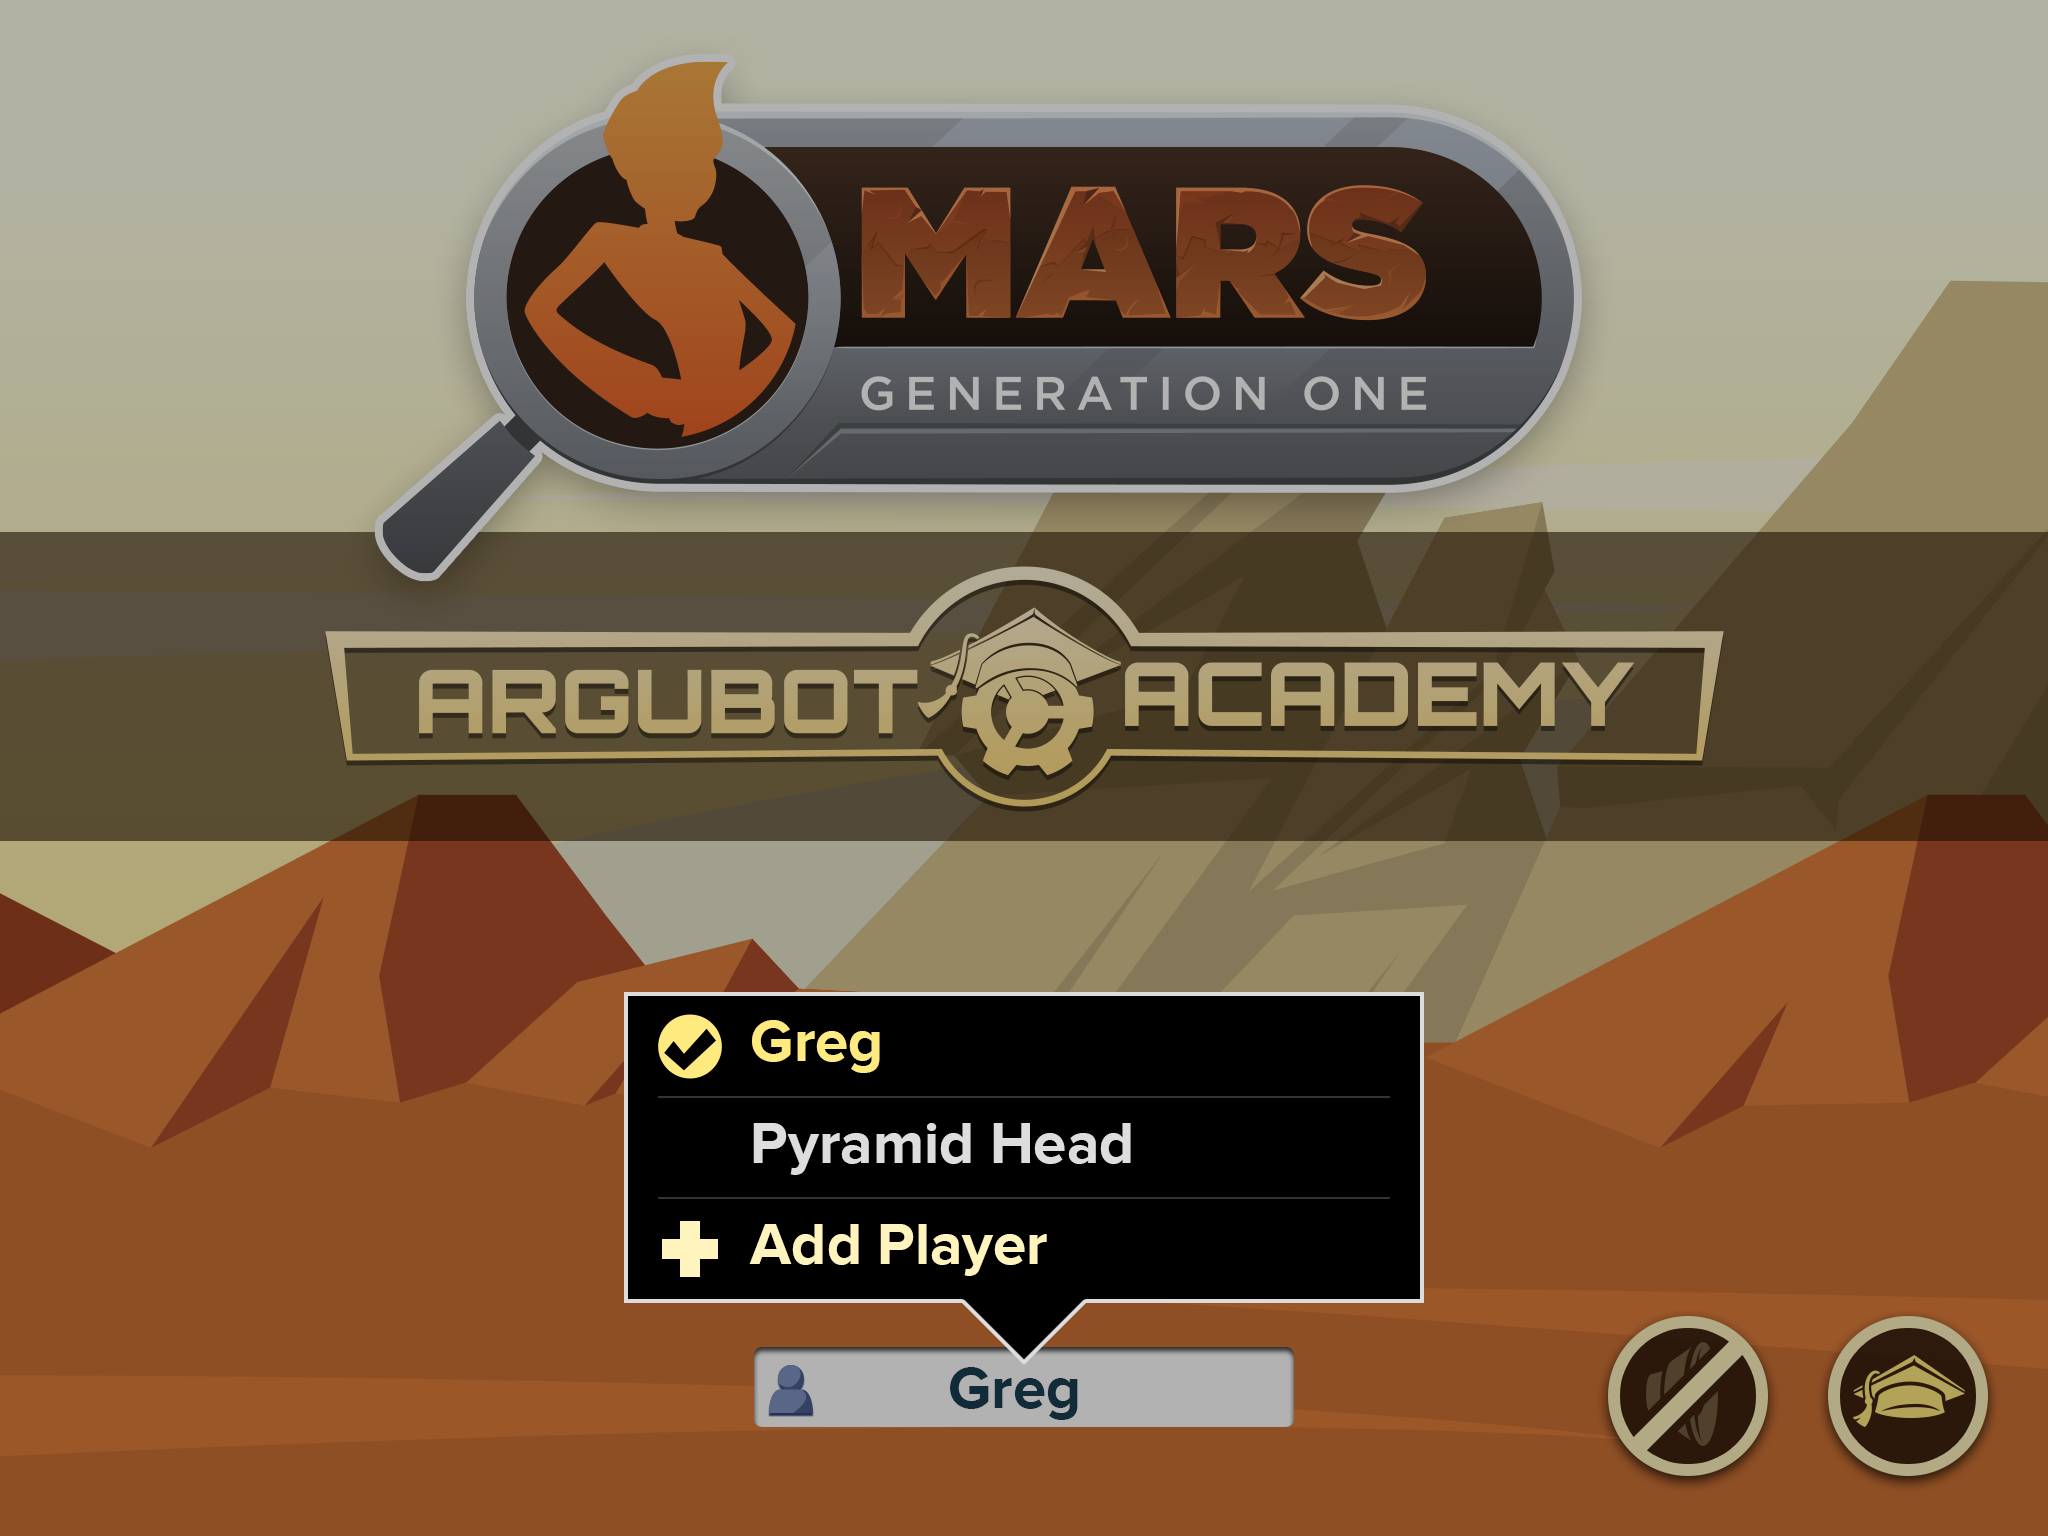 MARS
GENERATION ONE
ARGUBOT ACADEMY
Greg
Pyramid Head
Add Player
Greg